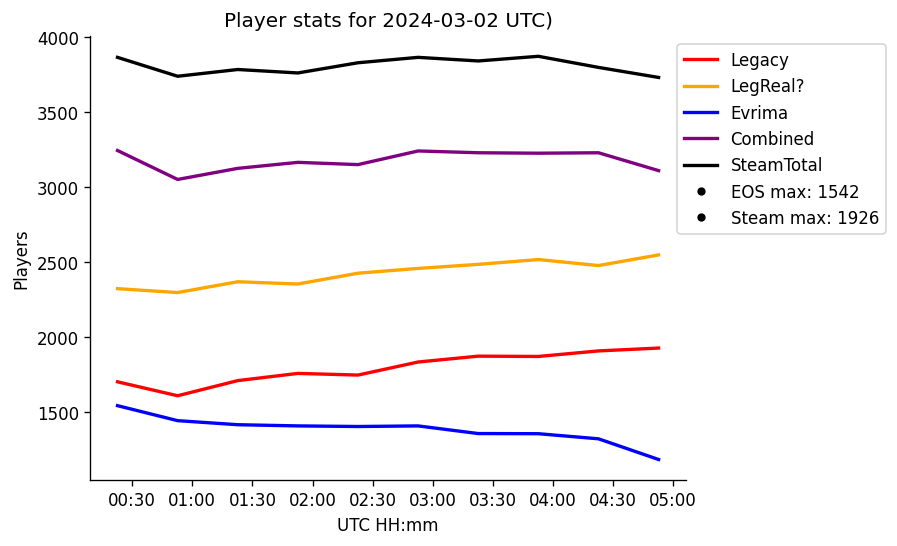 Player stats for 2024-03-02 UTC)
4000
3500
3000
2500
2000
1500
Players
00:30 01:00 01:30 02:00 02:30 03:00 03:30 04:00 04:30 05:00
UTC HH:mm
Legacy
LegReal?
Evrima
Combined
SteamTotal
EOS max: 1542
Steam max: 1926